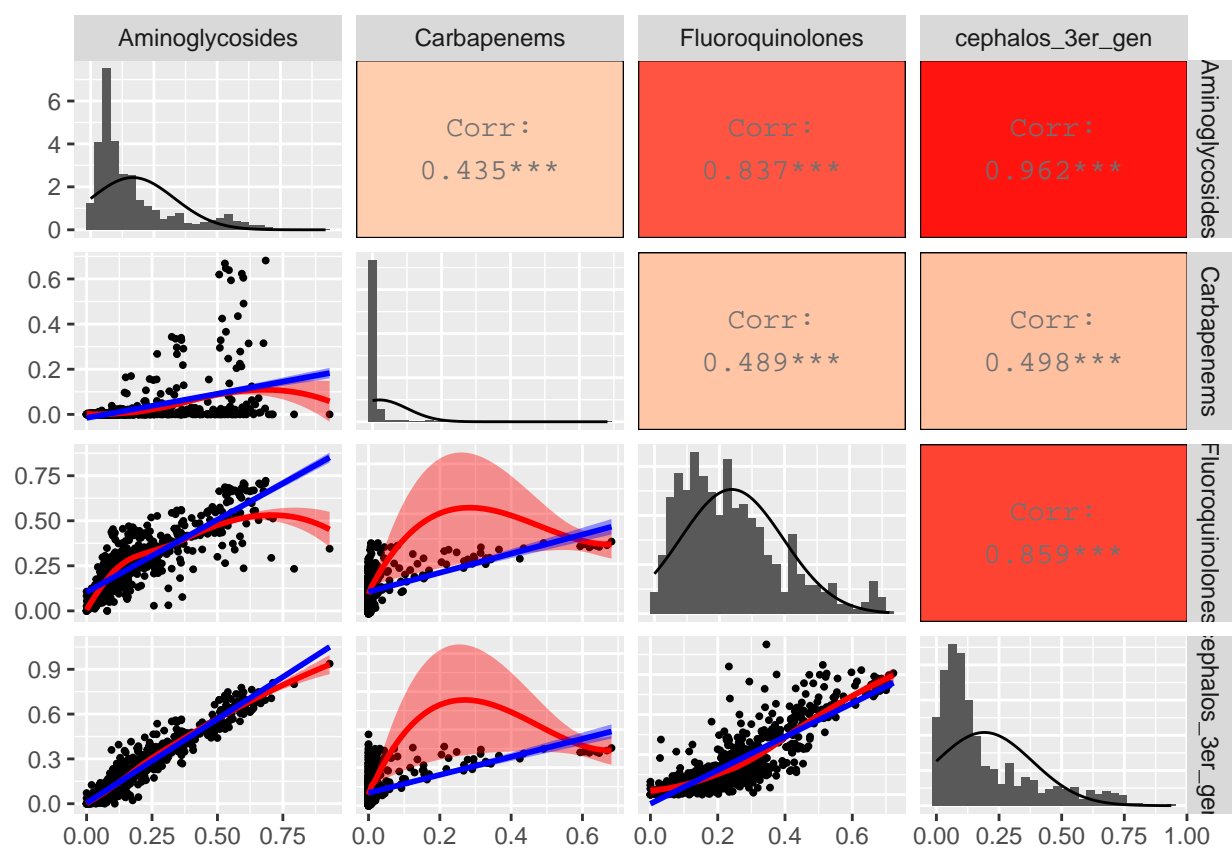 Aminoglycosides Carbapenems Fluoroquinolones cephalos_3er_gen
6
4
2
0
Corr:
0.435***
Corr:
0.837***
Corr:
0.962***
Aminoglycosides
0.6
0.4
0.2
0.0
Corr:
0.489***
Corr:
0.498***
Carbapenems
0.75
0.50
0.25
0.00
Corr:
0.859***
Fluoroquinolones
0.9
0.6
0.3
0.0
cephalos_3er_gen
0.00 0.25 0.50 0.75
0.0 0.2 0.4 0.6
0.0 0.2 0.4 0.6
0.00 0.25 0.50 0.75 1.00